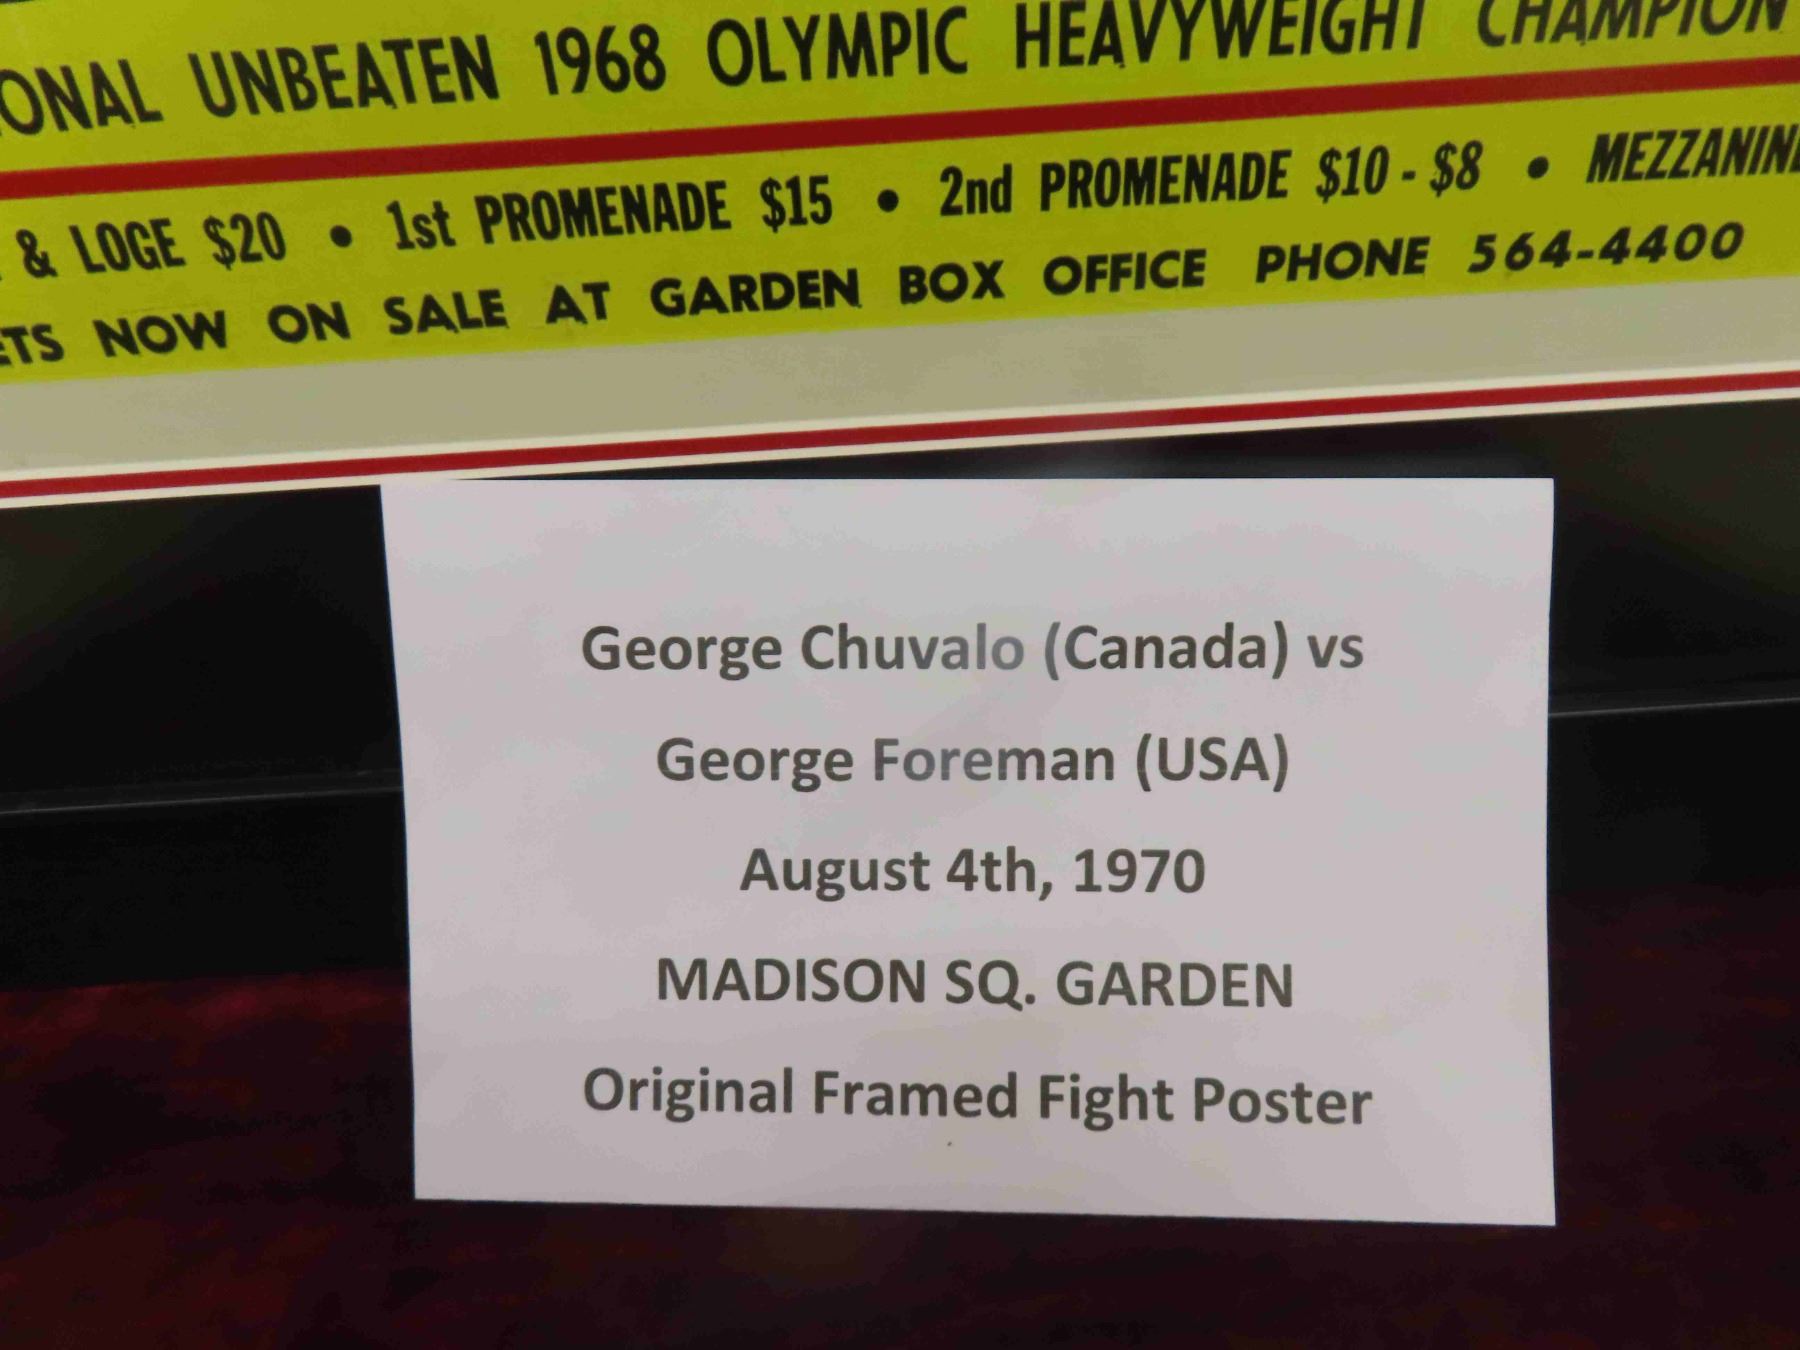 ONAL UNBEATEN 1968 OLYMPIC HEAVYWEIGHT CHAMPION
& LOGE $20 • 1st PROMENADE $15 • 2nd PROMENADE $10 - $8 • MEZZANINE
ETS NOW ON SALE AT GARDEN BOX OFFICE PHONE 564-4400
George Chuvalo (Canada) vs
George Foreman (USA)
August 4th, 1970
MADISON SQ. GARDEN
Original Framed Fight Poster